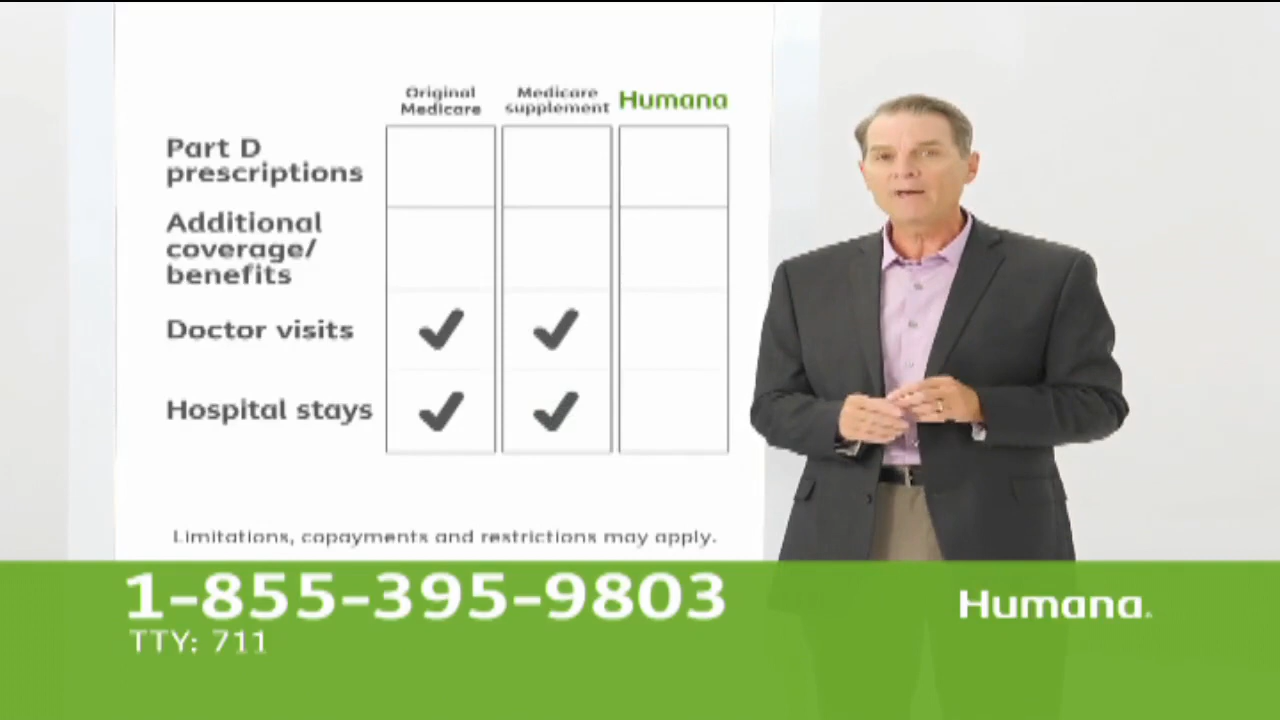 Original
Medicare
Medicare
supplement
Humana
Part D
prescriptions
Additional
coverage/
benefits
Doctor visits
Hospital stays
Limitations, copayments and restrictions may apply.
1-855-395-9803
TTY: 711
Humana.